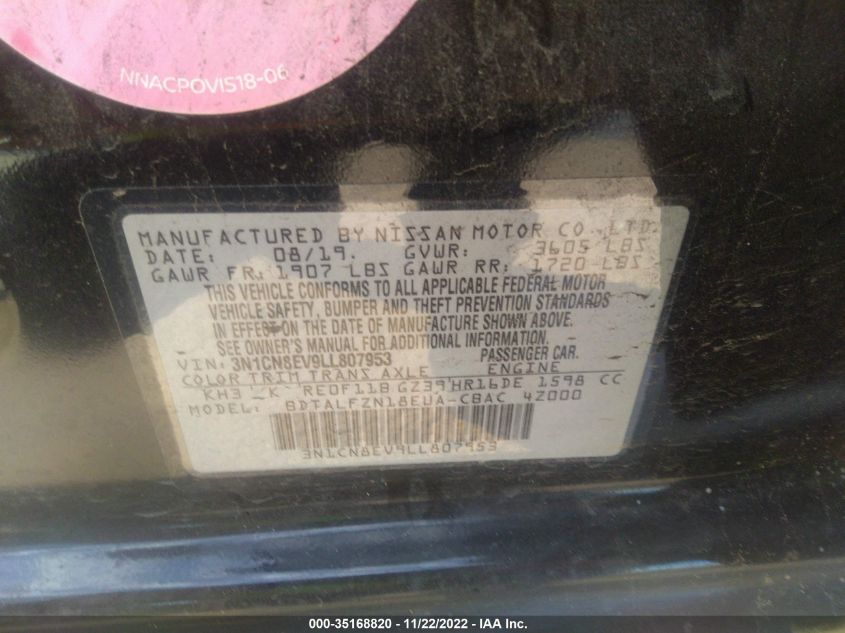 NNACPOVIS18-06
MANUFACTURED BY NISSAN MOTOR CO., LTD.
DATE: 08/19. GVWR: 3605 LBS
GAWR FR: 1907 LBS GAWR RR: 1720 LBS
THIS VEHICLE CONFORMS TO ALL APPLICABLE FEDERAL MOTOR
VEHICLE SAFETY, BUMPER AND THEFT PREVENTION STANDARDS
IN EFFECT ON THE DATE OF MANUFACTURE SHOWN ABOVE.
SEE OWNER'S MANUAL FOR ADDITIONAL INFORMATION.
VIN: 3N1CN8EV9LL807953 PASSENGER CAR.
COLOR TRIM TRANS AXLE ENGINE
KH3 K RE0F11B GZ39 HR16DE 1598 CC
MODEL: BDTALFZN18EUA-CBAC 4Z000
3N1CN8EV9LL807953
000-35168820 - 11/22/2022 - IAA Inc.